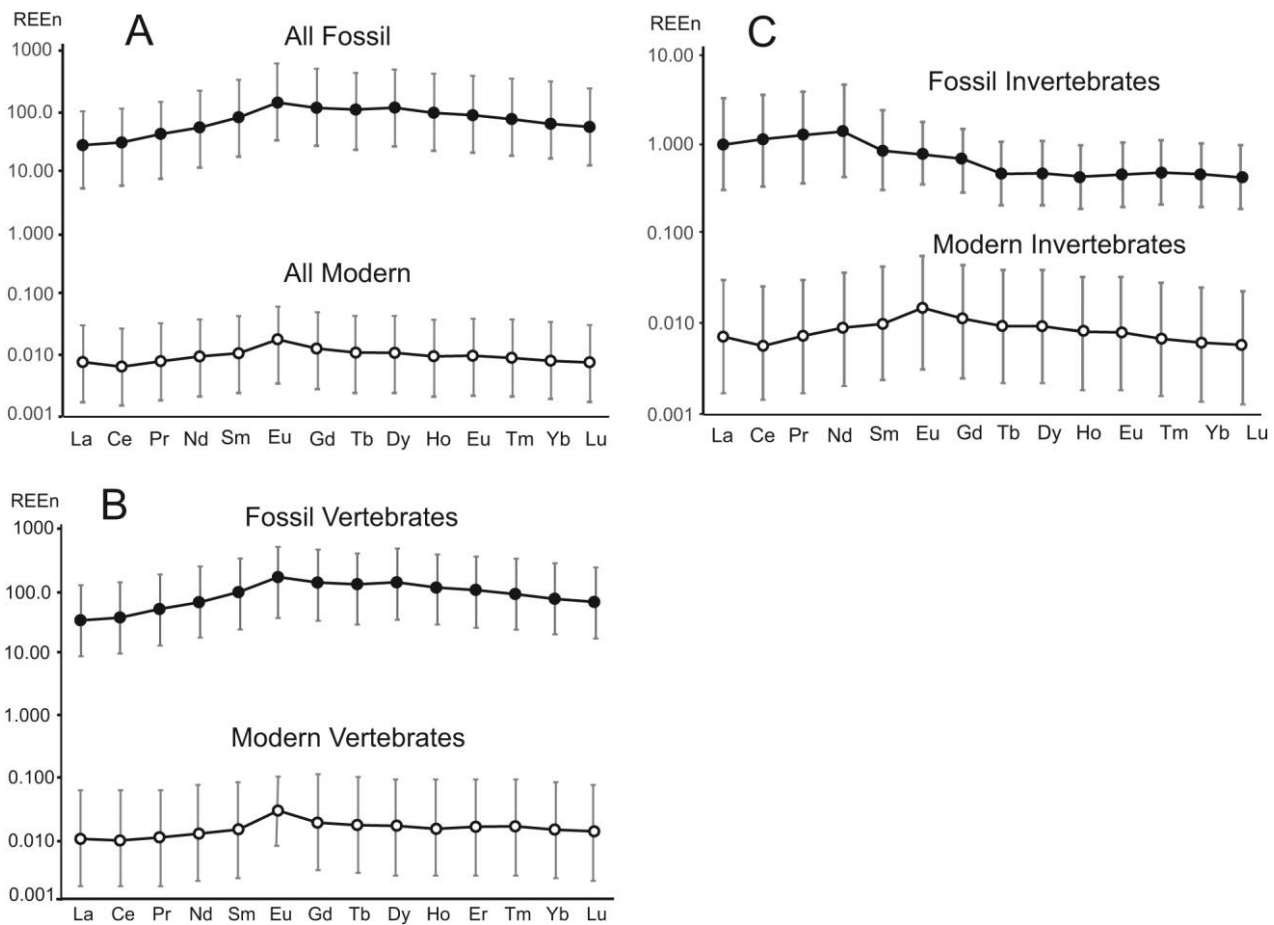 REEn
A
All Fossil
1000
100.0
10.00
1.000
All Modern
0.100
0.010
0.001
La Ce Pr Nd Sm Eu Gd Tb Dy Ho Eu Tm Yb Lu
REEn
C
10.00
Fossil Invertebrates
1.000
0.100
Modern Invertebrates
0.010
0.001
La Ce Pr Nd Sm Eu Gd Tb Dy Ho Eu Tm Yb Lu
REEn
B
Fossil Vertebrates
1000
100.0
10.00
1.000
Modern Vertebrates
0.100
0.010
0.001
La Ce Pr Nd Sm Eu Gd Tb Dy Ho Er Tm Yb Lu